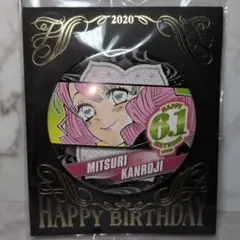 2020
HAPPY
6.1
BIRTHDAY
MITSURI
KANROJI
HAPPY BIRTHDAY